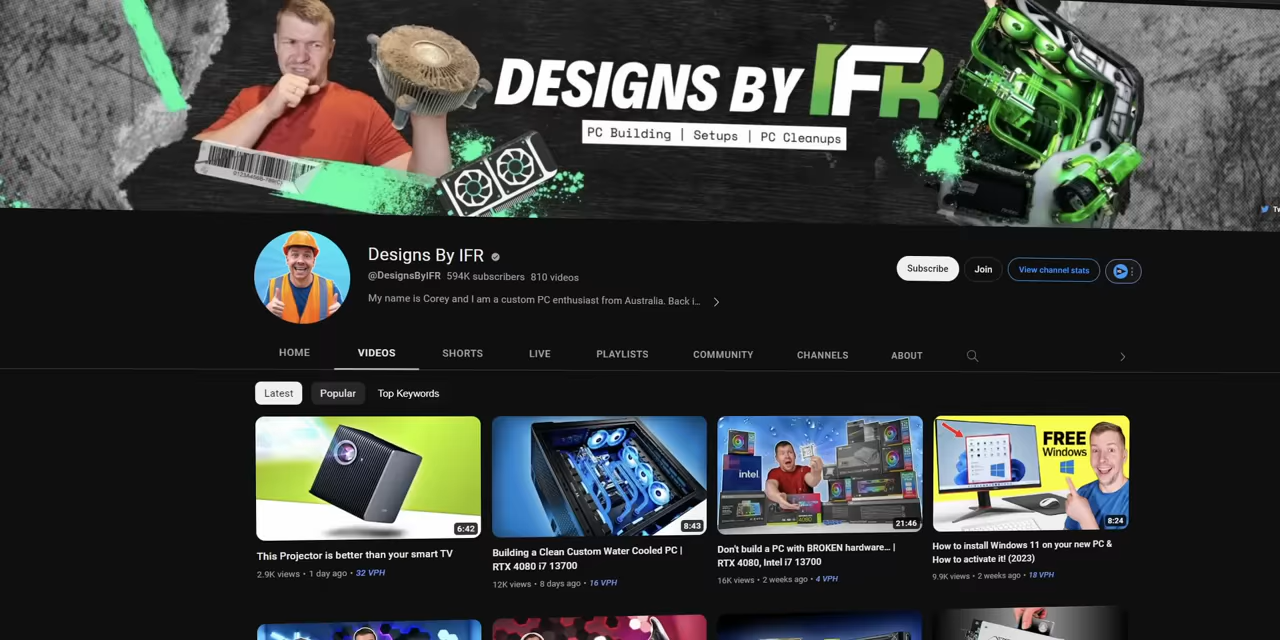 DESIGNS BY IFR
PC Building | Setups | PC Cleanups
Tw
Designs By IFR
@DesignsByIFR 594K subscribers 810 videos
My name is Corey and I am a custom PC enthusiast from Australia. Back i...
Subscribe
Join
View channel stats
HOME
VIDEOS
SHORTS
LIVE
PLAYLISTS
COMMUNITY
CHANNELS
ABOUT
Latest
Popular
Top Keywords
6:42
8:43
intel
21:46
FREE
Windows
8:24
This Projector is better than your smart TV
2.9K views • 1 day ago • 32 VPH
Building a Clean Custom Water Cooled PC |
RTX 4080 i7 13700
12K views • 8 days ago • 16 VPH
Don't build a PC with BROKEN hardware... |
RTX 4080, Intel i7 13700
16K views • 2 weeks ago • 4 VPH
How to install Windows 11 on your new PC &
How to activate it! (2023)
9.9K views • 2 weeks ago • 18 VPH